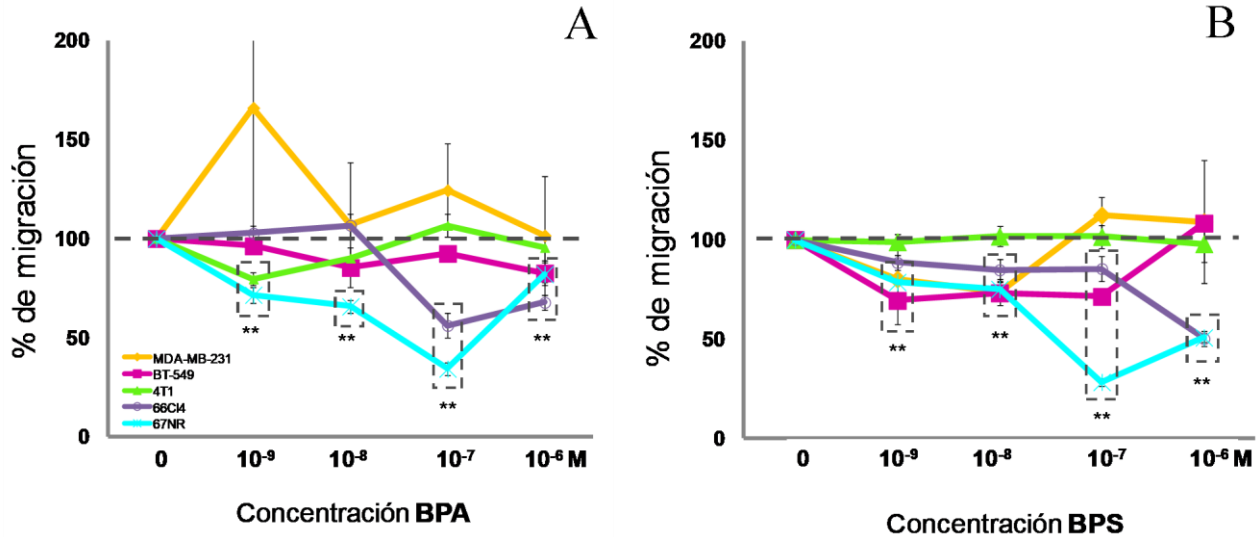 A
% de migración
200
150
100
50
0
**
**
**
**
MDA-MB-231
BT-549
4T1
66Cl4
67NR
0
10⁻⁹
10⁻⁸
10⁻⁷
10⁻⁶ M
Concentración BPA
B
% de migración
200
150
100
50
0
**
**
**
**
0
10⁻⁹
10⁻⁸
10⁻⁷
10⁻⁶ M
Concentración BPS